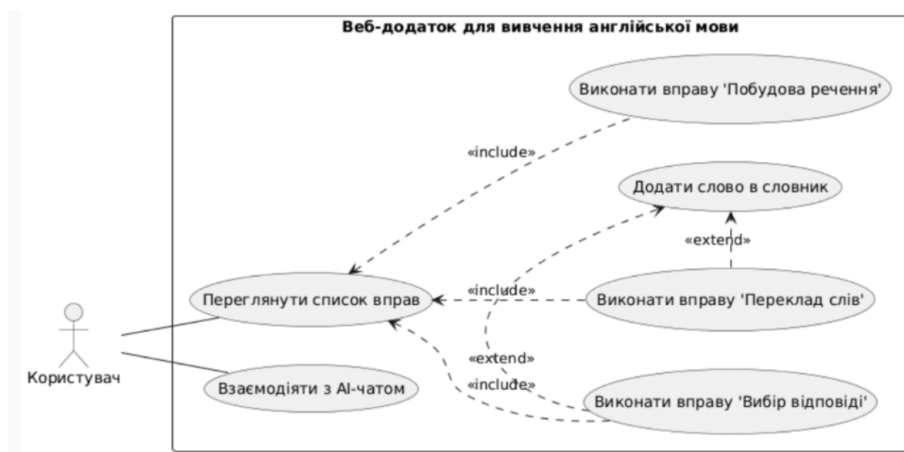 Веб-додаток для вивчення англійської мови
Виконати вправу 'Побудова речення'
«include»
Додати слово в словник
«extend»
Переглянути список вправ
«include»
Виконати вправу 'Переклад слів'
Користувач
«extend»
Взаємодіяти з AI-чатом
«include»
Виконати вправу 'Вибір відповіді'